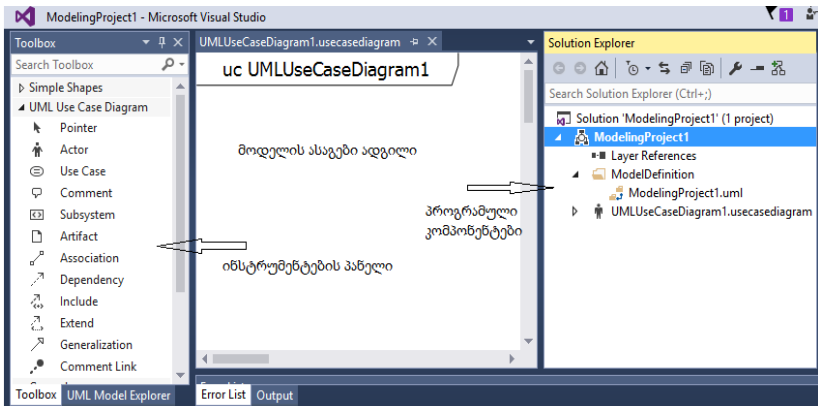 ModelingProject1 - Microsoft Visual Studio
1
Toolbox
Search Toolbox
Simple Shapes
UML Use Case Diagram
Pointer
Actor
Use Case
Comment
Subsystem
Artifact
Association
Dependency
Include
Extend
Generalization
Comment Link
Toolbox UML Model Explorer
UMLUseCaseDiagram1.usecasediagram
uc UMLUseCaseDiagram1
მოდელის ასაგები ადგილი
პროგრამული
კომპონენტები
ინსტრუმენტების პანელი
Error List Output
Solution Explorer
Search Solution Explorer (Ctrl+;)
Solution 'ModelingProject1' (1 project)
ModelingProject1
Layer References
ModelDefinition
ModelingProject1.uml
UMLUseCaseDiagram1.usecasediagram